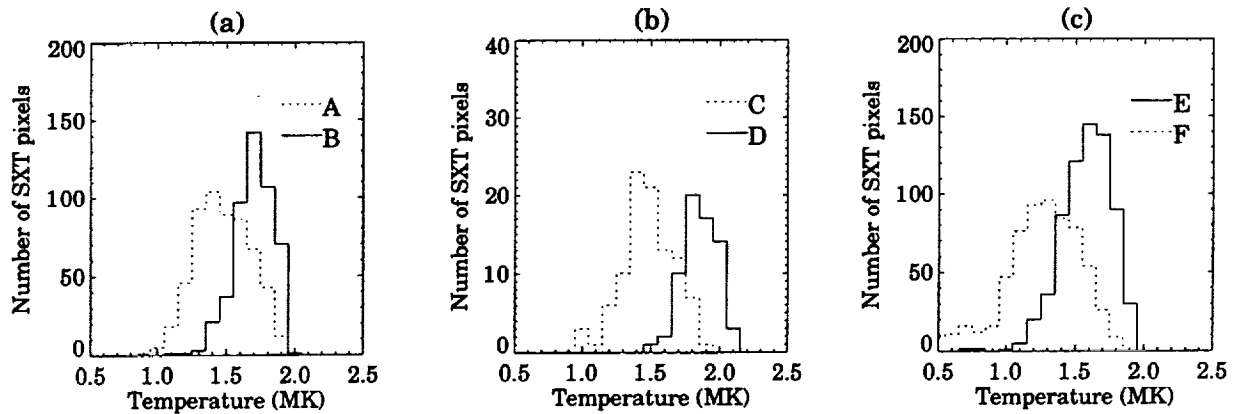 (a)
Number of SXT pixels
200
150
100
50
0
A
B
0.5 1.0 1.5 2.0 2.5
Temperature (MK)
(b)
Number of SXT pixels
40
30
20
10
0
C
D
0.5 1.0 1.5 2.0 2.5
Temperature (MK)
(c)
Number of SXT pixels
200
150
100
50
0
E
F
0.5 1.0 1.5 2.0 2.5
Temperature (MK)